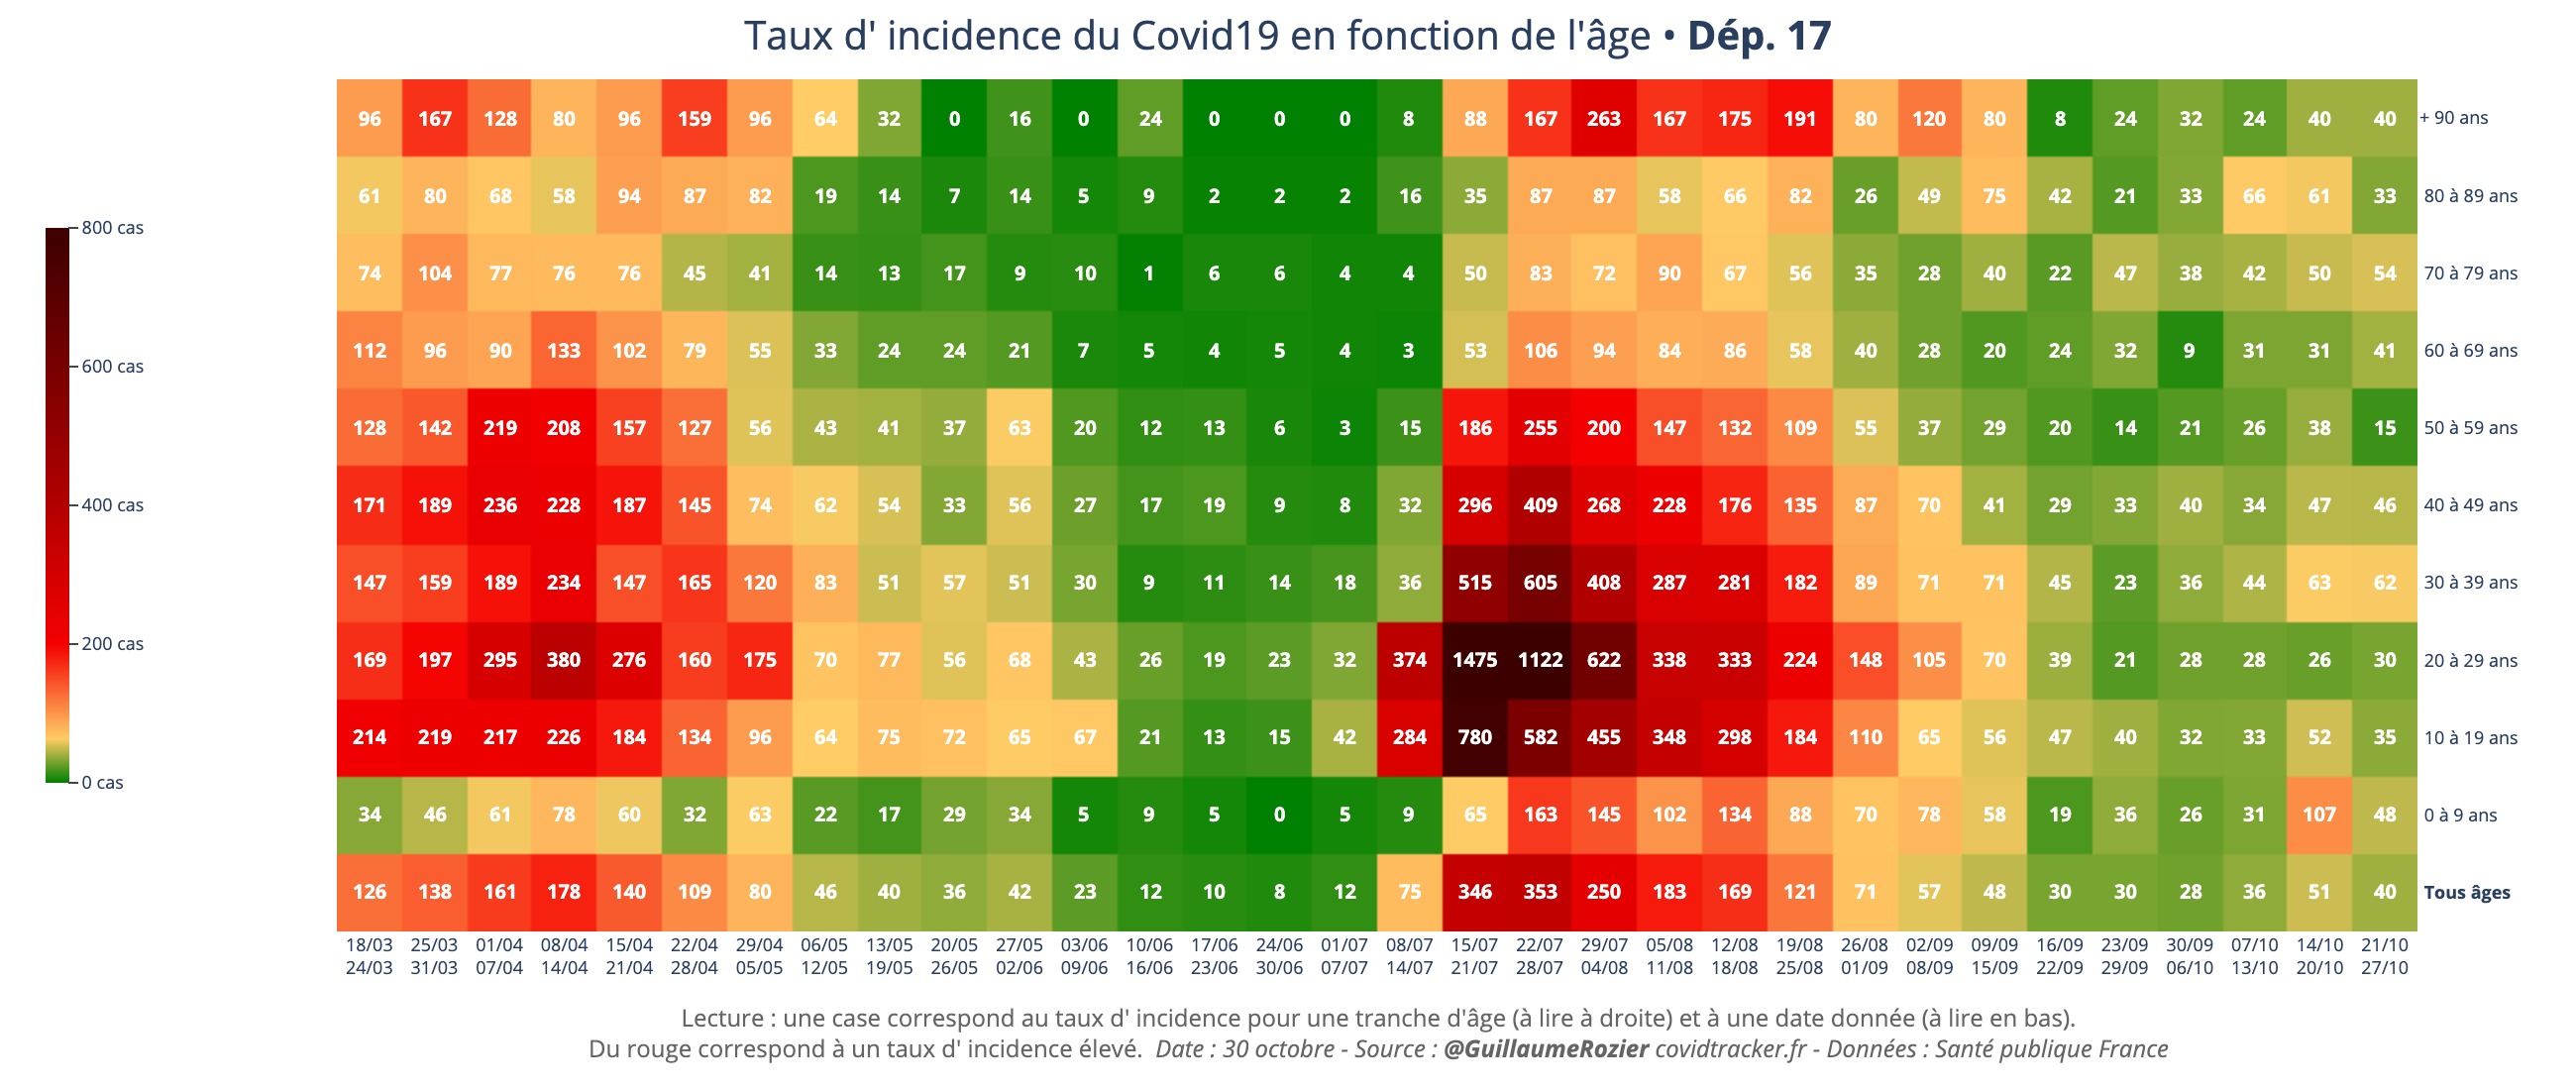 Taux d' incidence du Covid19 en fonction de l'âge • Dép. 17
800 cas
600 cas
400 cas
200 cas
0 cas
96 167 128 80 96 159 96 64 32 0 16 0 24 0 0 0 8 88 167 263 167 175 191 80 120 80 8 24 32 24 40 40 + 90 ans
61 80 68 58 94 87 82 19 14 7 14 5 9 2 2 2 16 35 87 87 58 66 82 26 49 75 42 21 33 66 61 33 80 à 89 ans
74 104 77 76 76 45 41 14 13 17 9 10 1 6 6 4 4 50 83 72 90 67 56 35 28 40 22 47 38 42 50 54 70 à 79 ans
112 96 90 133 102 79 55 33 24 24 21 7 5 4 5 4 3 53 106 94 84 86 58 40 28 20 24 32 9 31 31 41 60 à 69 ans
128 142 219 208 157 127 56 43 41 37 63 20 12 13 6 3 15 186 255 200 147 132 109 55 37 29 20 14 21 26 38 15 50 à 59 ans
171 189 236 228 187 145 74 62 54 33 56 27 17 19 9 8 32 296 409 268 228 176 135 87 70 41 29 33 40 34 47 46 40 à 49 ans
147 159 189 234 147 165 120 83 51 57 51 30 9 11 14 18 36 515 605 408 287 281 182 89 71 71 45 23 36 44 63 62 30 à 39 ans
169 197 295 380 276 160 175 70 77 56 68 43 26 19 23 32 374 1475 1122 622 338 333 224 148 105 70 39 21 28 28 26 30 20 à 29 ans
214 219 217 226 184 134 96 64 75 72 65 67 21 13 15 42 284 780 582 455 348 298 184 110 65 56 47 40 32 33 52 35 10 à 19 ans
34 46 61 78 60 32 63 22 17 29 34 5 9 5 0 5 9 65 163 145 102 134 88 70 78 58 19 36 26 31 107 48 0 à 9 ans
126 138 161 178 140 109 80 46 40 36 42 23 12 10 8 12 75 346 353 250 183 169 121 71 57 48 30 30 28 36 51 40 Tous âges
18/03 25/03 01/04 08/04 15/04 22/04 29/04 06/05 13/05 20/05 27/05 03/06 10/06 17/06 24/06 01/07 08/07 15/07 22/07 29/07 05/08 12/08 19/08 26/08 02/09 09/09 16/09 23/09 30/09 07/10 14/10 21/10
24/03 31/03 07/04 14/04 21/04 28/04 05/05 12/05 19/05 26/05 02/06 09/06 16/06 23/06 30/06 07/07 14/07 21/07 28/07 04/08 11/08 18/08 25/08 01/09 08/09 15/09 22/09 29/09 06/10 13/10 20/10 27/10
Lecture : une case correspond au taux d' incidence pour une tranche d'âge (à lire à droite) et à une date donnée (à lire en bas).
Du rouge correspond à un taux d' incidence élevé. Date : 30 octobre - Source : @GuillaumeRozier covidtracker.fr - Données : Santé publique France